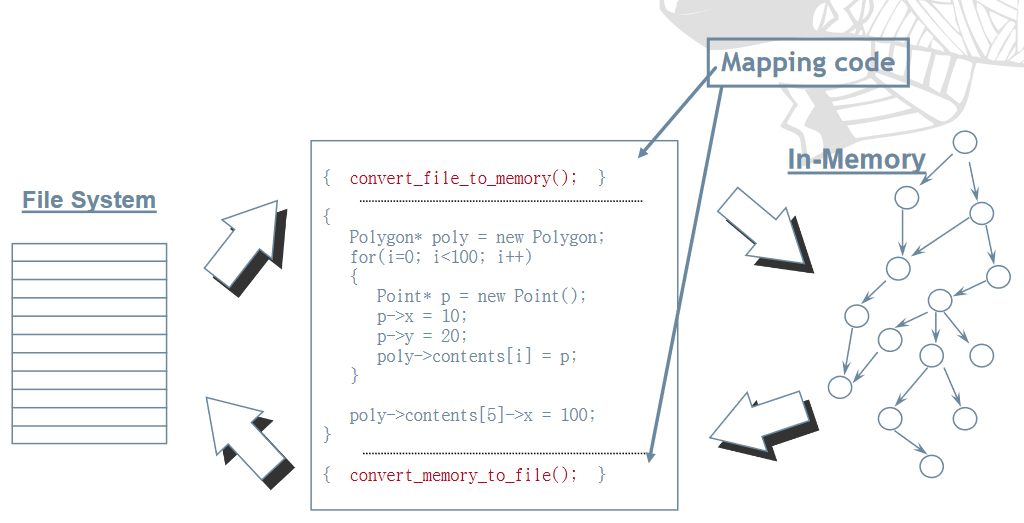 Mapping code
In-Memory
File System
{ convert_file_to_memory(); }
{
Polygon* poly = new Polygon;
for(i=0; i<100; i++)
{
Point* p = new Point();
p->x = 10;
p->y = 20;
poly->contents[i] = p;
}
poly->contents[5]->x = 100;
}
{ convert_memory_to_file(); }